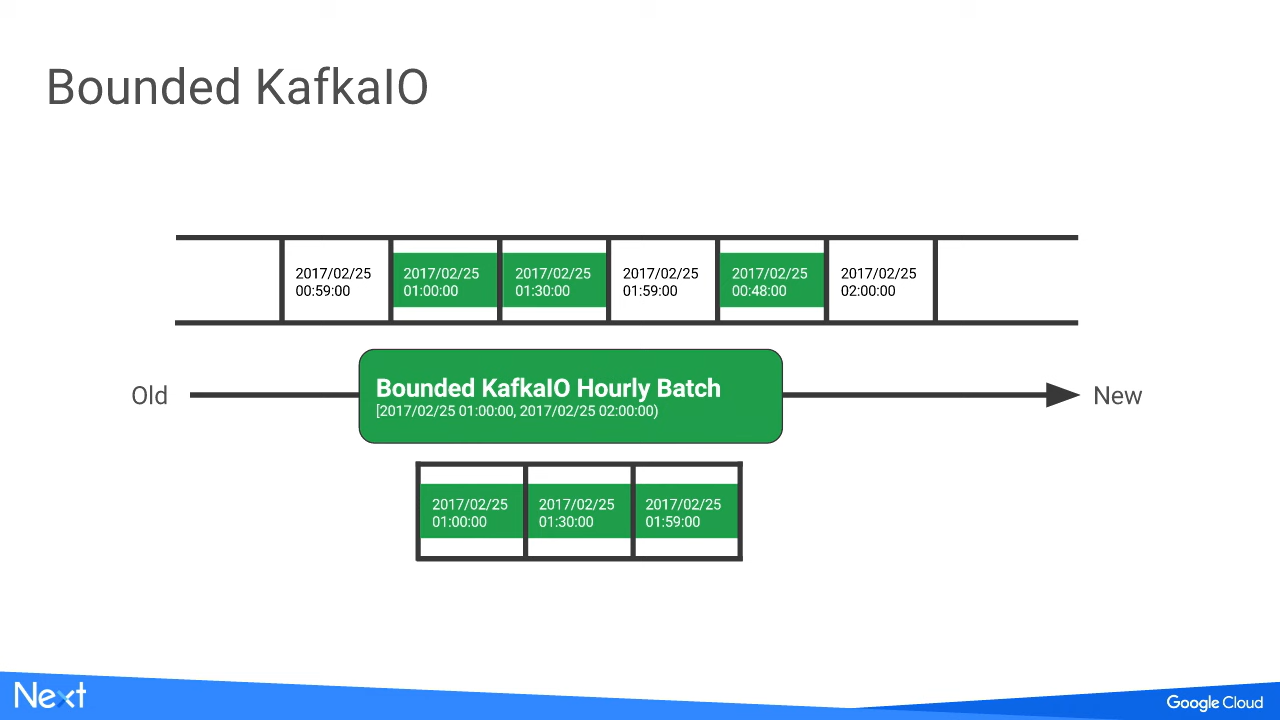 Bounded KafkaIO
2017/02/25
00:59:00
2017/02/25
01:00:00
2017/02/25
01:30:00
2017/02/25
01:59:00
2017/02/25
00:48:00
2017/02/25
02:00:00
Old
Bounded KafkaIO Hourly Batch
[2017/02/25 01:00:00, 2017/02/25 02:00:00)
New
2017/02/25
01:00:00
2017/02/25
01:30:00
2017/02/25
01:59:00
Next
Google Cloud